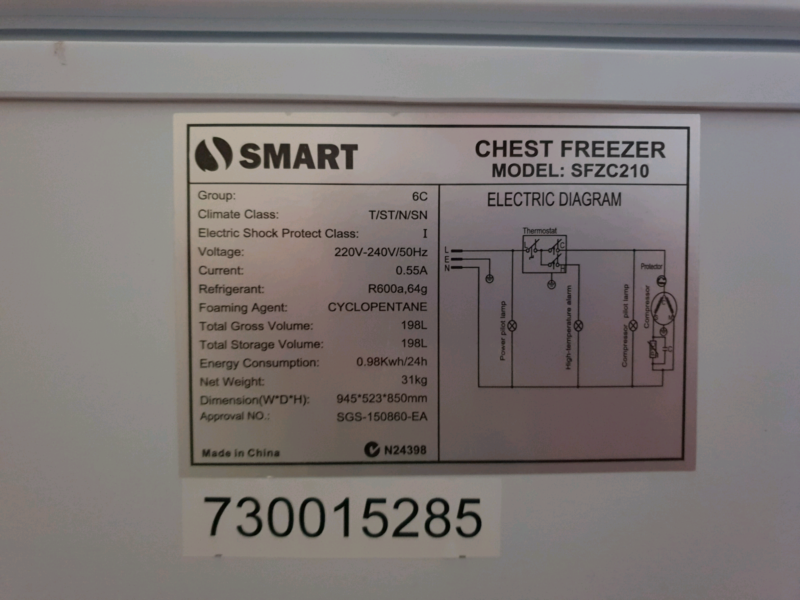 SMART
CHEST FREEZER
MODEL: SFZC210
Group: 6C
Climate Class: T/ST/N/SN
Electric Shock Protect Class: I
Voltage: 220V-240V/50Hz
Current: 0.55A
Refrigerant: R600a,64g
Foaming Agent: CYCLOPENTANE
Total Gross Volume: 198L
Total Storage Volume: 198L
Energy Consumption: 0.98Kwh/24h
Net Weight: 31kg
Dimension(W*D*H): 945*523*850mm
Approval NO.: SGS-150860-EA
Made in China N24398
ELECTRIC DIAGRAM
Thermostat
L
E
N
C
H
Protector
Power pilot lamp
High-temperature alarm
Compressor pilot lamp
Compressor
730015285